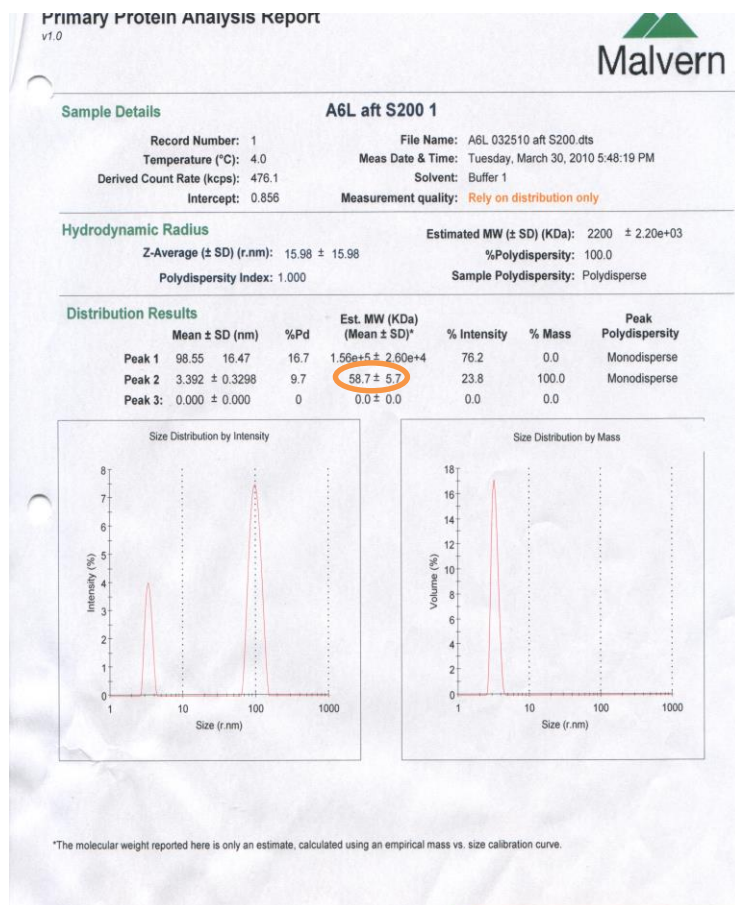 Primary Protein Analysis Report
v1.0
Malvern
Sample Details
A6L aft S200 1
Record Number: 1
File Name: A6L 032510 aft S200.dts
Temperature (°C): 4.0
Meas Date & Time: Tuesday, March 30, 2010 5:48:19 PM
Derived Count Rate (kcps): 476.1
Solvent: Buffer 1
Intercept: 0.856
Measurement quality: Rely on distribution only
Hydrodynamic Radius
Estimated MW (± SD) (KDa): 2200 ± 2.20e+03
Z-Average (± SD) (r.nm): 15.98 ± 15.98
%Polydispersity: 100.0
Polydispersity Index: 1.000
Sample Polydispersity: Polydisperse
Distribution Results
Mean ± SD (nm) %Pd Est. MW (KDa) (Mean ± SD)* % Intensity % Mass Peak Polydispersity
Peak 1 98.55 16.47 16.7 1.56e+5 ± 2.60e+4 76.2 0.0 Monodisperse
Peak 2 3.392 ± 0.3298 9.7 58.7 ± 5.7 23.8 100.0 Monodisperse
Peak 3: 0.000 ± 0.000 0 0.0 ± 0.0 0.0 0.0
Size Distribution by Intensity
8
7
6
5
4
3
2
1
0
Intensity (%)
1 10 100 1000
Size (r.nm)
Size Distribution by Mass
18
16
14
12
10
8
6
4
2
0
Volume (%)
1 10 100 1000
Size (r.nm)
*The molecular weight reported here is only an estimate, calculated using an empirical mass vs. size calibration curve.